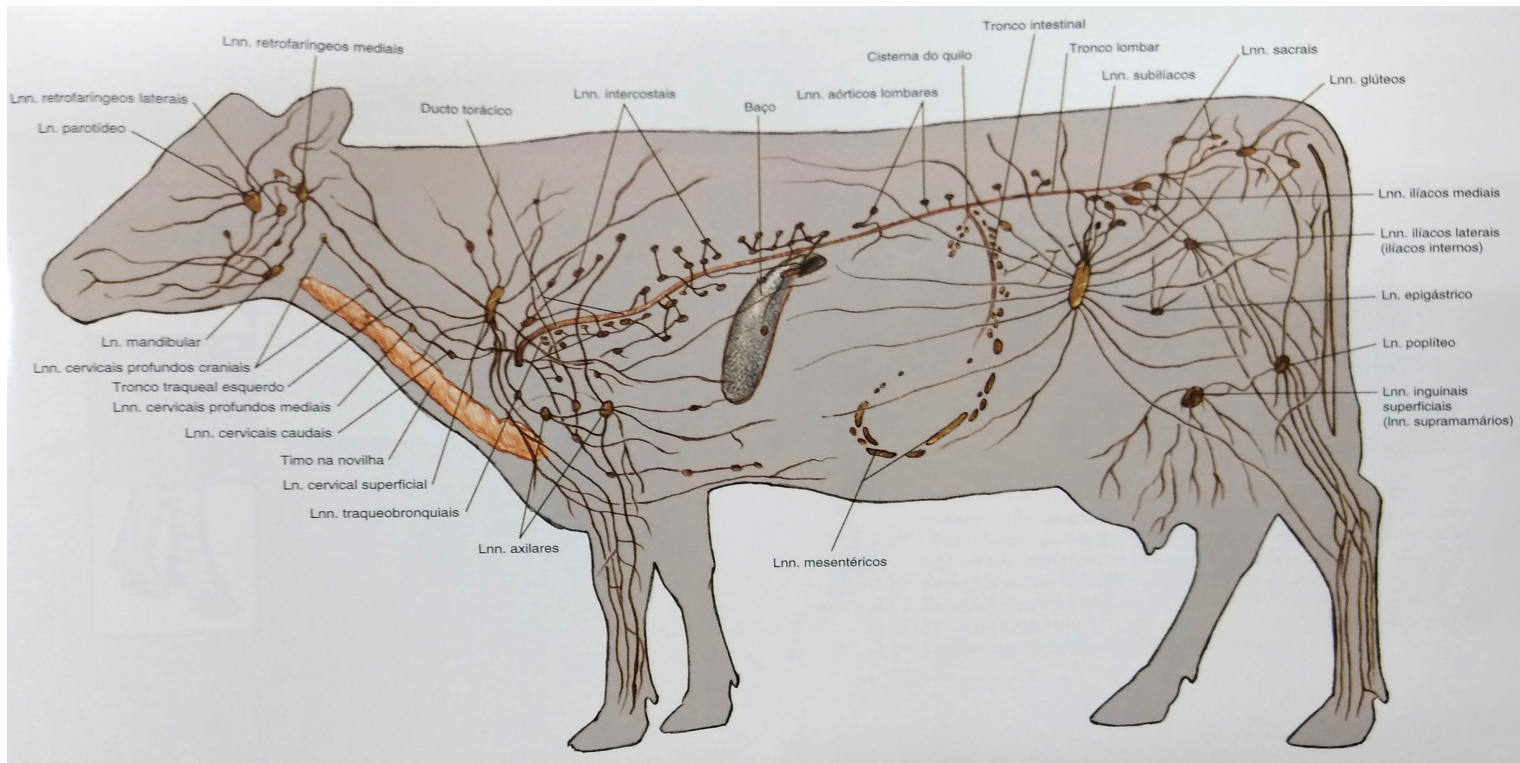 Lnn. retrofaríngeos mediais
Lnn. retrofaríngeos laterais
Ln. parotídeo
Ducto torácico
Lnn. intercostais
Baço
Lnn. aórticos lombares
Cisterna do quilo
Tronco intestinal
Tronco lombar
Lnn. subilíacos
Lnn. sacrais
Lnn. glúteos
Lnn. ilíacos mediais
Lnn. ilíacos laterais
(ilíacos internos)
Ln. epigástrico
Ln. poplíteo
Lnn. inguinais
superficiais
(lnn. supramamários)
Ln. mandibular
Lnn. cervicais profundos craniais
Tronco traqueal esquerdo
Lnn. cervicais profundos mediais
Lnn. cervicais caudais
Timo na novilha
Ln. cervical superficial
Lnn. traqueobronquiais
Lnn. axilares
Lnn. mesentéricos